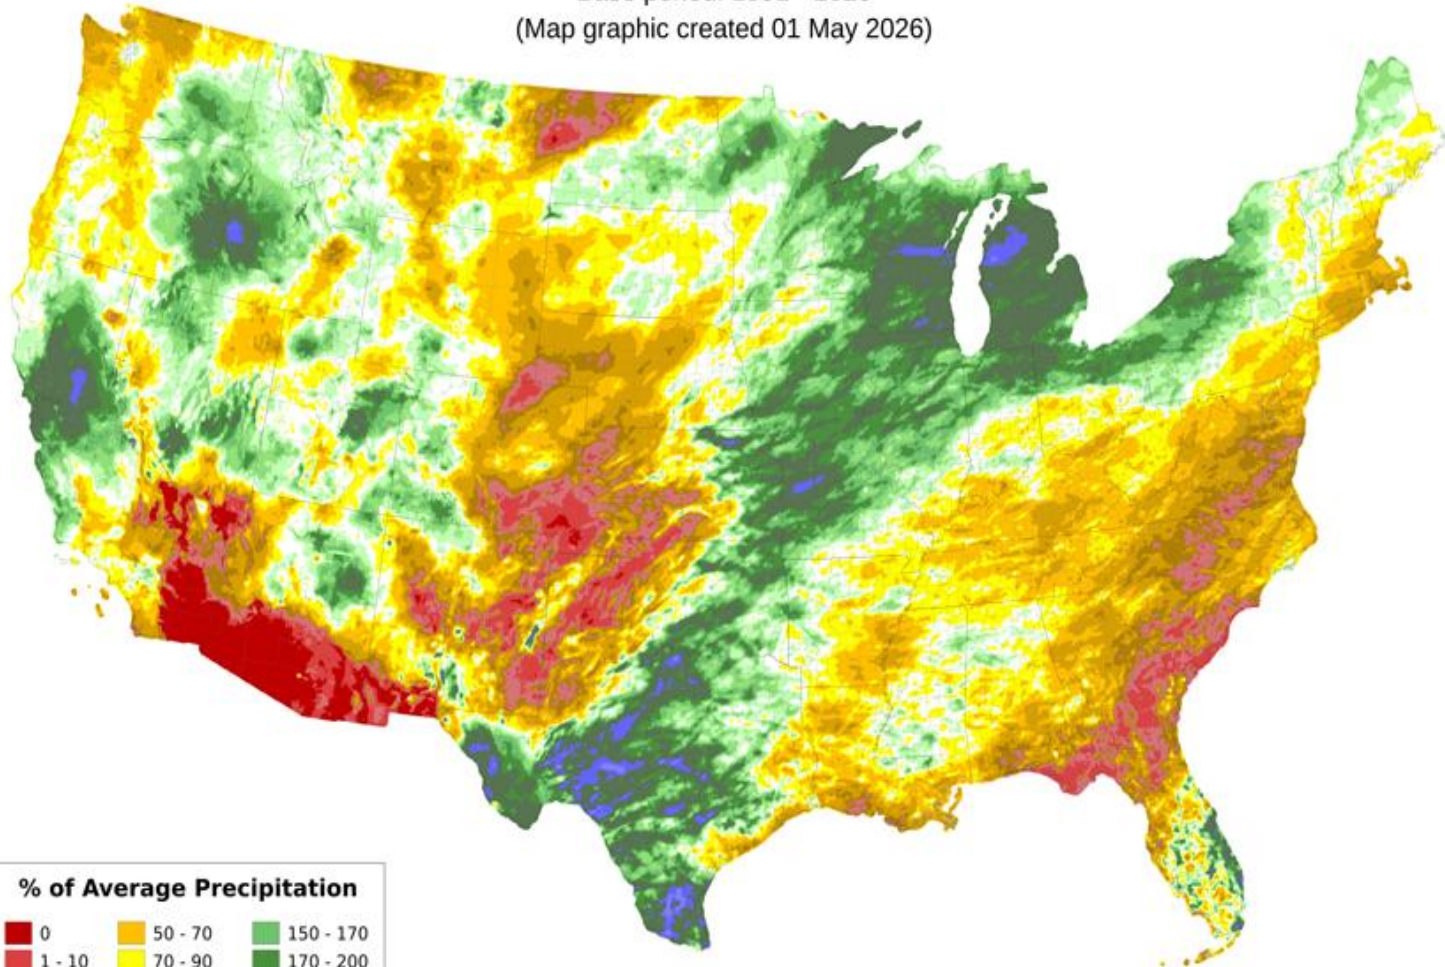 (Map graphic created 01 May 2026)
% of Average Precipitation
0 50 - 70 150 - 170
1 - 10 70 - 90 170 - 200